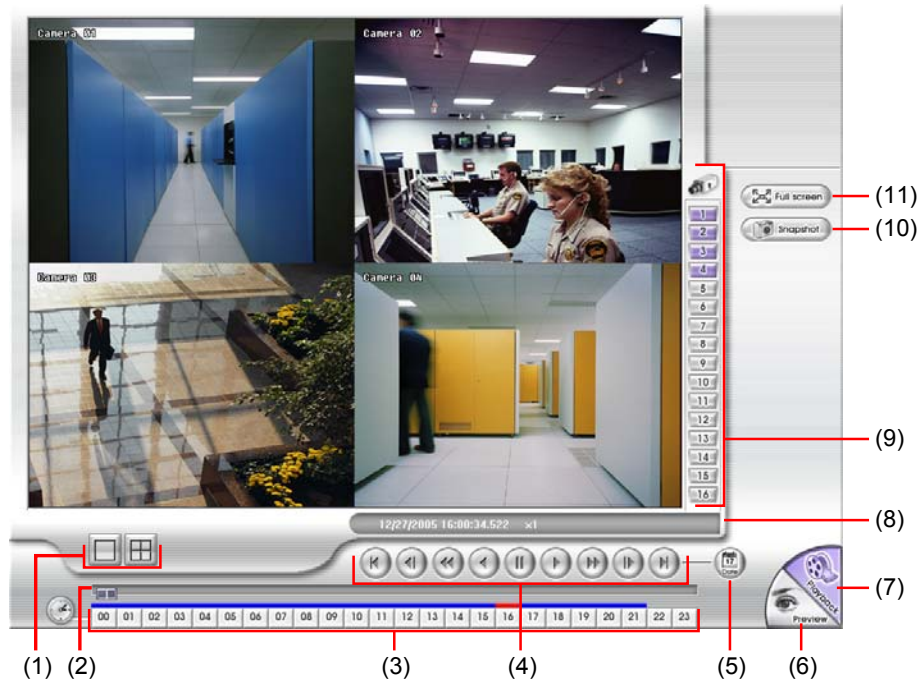 Camera 01
Camera 02
Camera 03
Camera 04
1
2
3
4
5
6
7
8
9
10
11
12
13
14
15
16
Full screen
(11)
Snapshot
(10)
(9)
12/27/2005 16:00:34.522 ×1
(8)
17
Date
Playback
(7)
Preview
00 01 02 03 04 05 06 07 08 09 10 11 12 13 14 15 16 17 18 19 20 21 22 23
(1) (2) (3) (4) (5) (6)